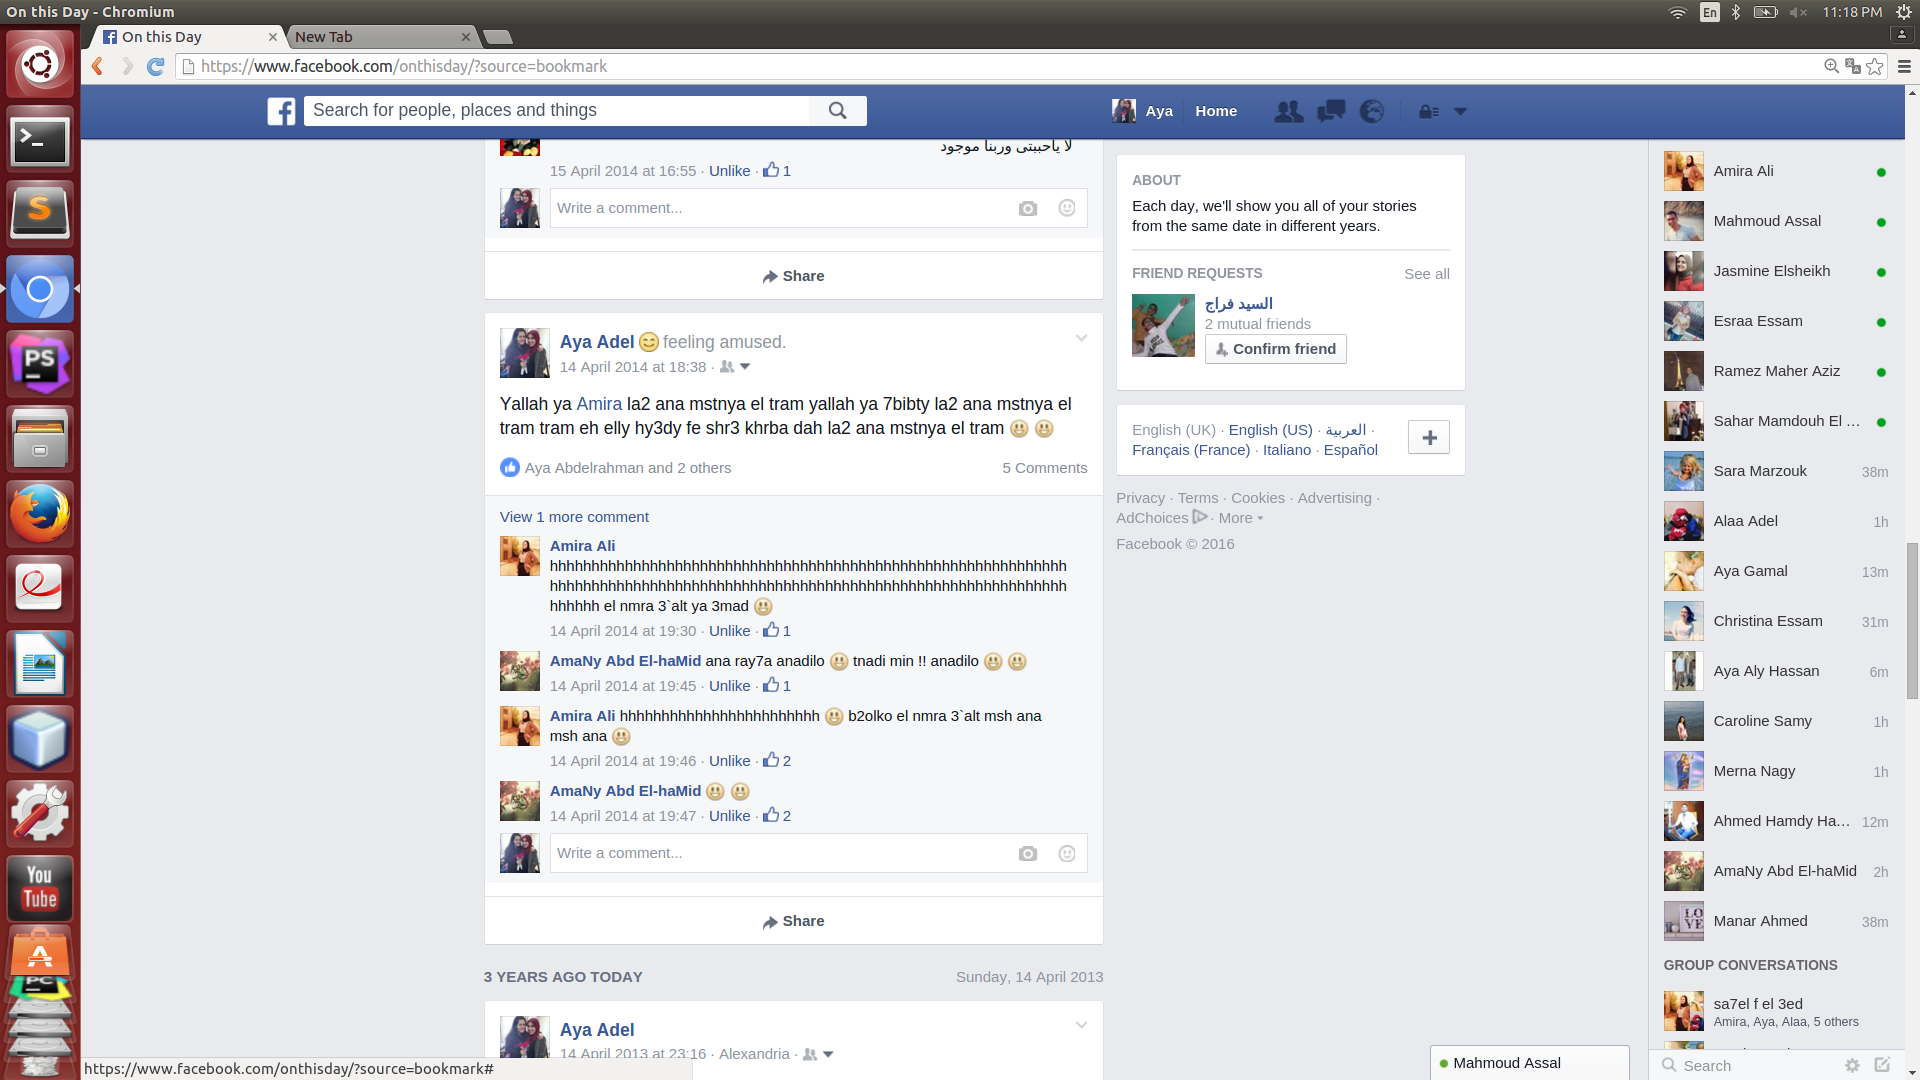 On this Day - Chromium
En
11:18 PM
On this Day
New Tab
https://www.facebook.com/onthisday/?source=bookmark
Search for people, places and things
Aya
Home
لا ياحببتى وربنا موجود
15 April 2014 at 16:55 · Unlike · 1
Write a comment...
Share
Aya Adel feeling amused.
14 April 2014 at 18:38 ·
Yallah ya Amira la2 ana mstnya el tram yallah ya 7bibty la2 ana mstnya el
tram tram eh elly hy3dy fe shr3 khrba dah la2 ana mstnya el tram
Aya Abdelrahman and 2 others
5 Comments
View 1 more comment
Amira Ali
hhhhhhhhhhhhhhhhhhhhhhhhhhhhhhhhhhhhhhhhhhhhhhhhhhhhhhhhhhhhhh
hhhhhhhhhhhhhhhhhhhhhhhhhhhhhhhhhhhhhhhhhhhhhhhhhhhhhhhhhhhhhh
hhhhhh el nmra 3`alt ya 3mad
14 April 2014 at 19:30 · Unlike · 1
AmaNy Abd El-haMid ana ray7a anadilo tnadi min !! anadilo
14 April 2014 at 19:45 · Unlike · 1
Amira Ali hhhhhhhhhhhhhhhhhhhhhhhh b2olko el nmra 3`alt msh ana
msh ana
14 April 2014 at 19:46 · Unlike · 2
AmaNy Abd El-haMid
14 April 2014 at 19:47 · Unlike · 2
Write a comment...
Share
3 YEARS AGO TODAY
Sunday, 14 April 2013
Aya Adel
14 April 2013 at 23:16 · Alexandria ·
https://www.facebook.com/onthisday/?source=bookmark#
ABOUT
Each day, we'll show you all of your stories
from the same date in different years.
FRIEND REQUESTS
See all
السيد فراج
2 mutual friends
Confirm friend
English (UK) · English (US) · العربية ·
Français (France) · Italiano · Español
Privacy · Terms · Cookies · Advertising ·
AdChoices · More
Facebook © 2016
Amira Ali
Mahmoud Assal
Jasmine Elsheikh
Esraa Essam
Ramez Maher Aziz
Sahar Mamdouh El ...
Sara Marzouk 38m
Alaa Adel 1h
Aya Gamal 13m
Christina Essam 31m
Aya Aly Hassan 6m
Caroline Samy 1h
Merna Nagy 1h
Ahmed Hamdy Ha... 12m
AmaNy Abd El-haMid 2h
Manar Ahmed 38m
GROUP CONVERSATIONS
sa7el f el 3ed
Amira, Aya, Alaa, 5 others
Search
Mahmoud Assal
S
PS
You
Tube
A
PC
LO
VE